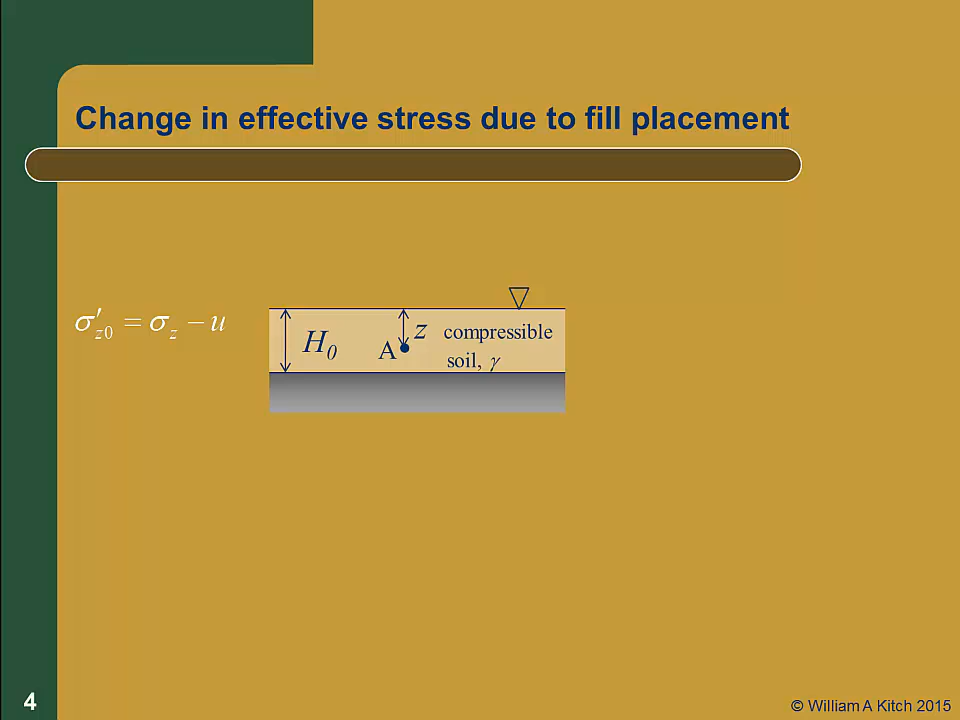 Change in effective stress due to fill placement
σ′z0 = σz − u
H0
A
z
compressible
soil, γ
4
© William A Kitch 2015